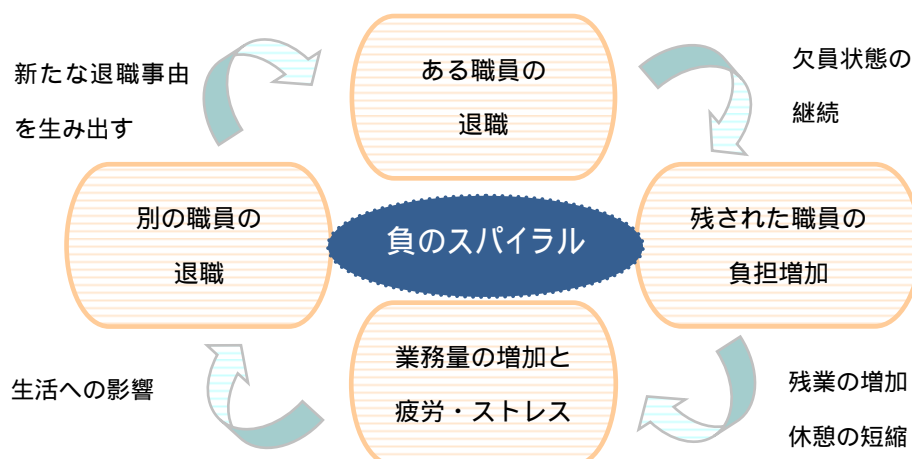 ある職員の
退職
欠員状態の
継続
残された職員の
負担増加
残業の増加
休憩の短縮
業務量の増加と
疲労・ストレス
生活への影響
別の職員の
退職
新たな退職事由
を生み出す
負のスパイラル